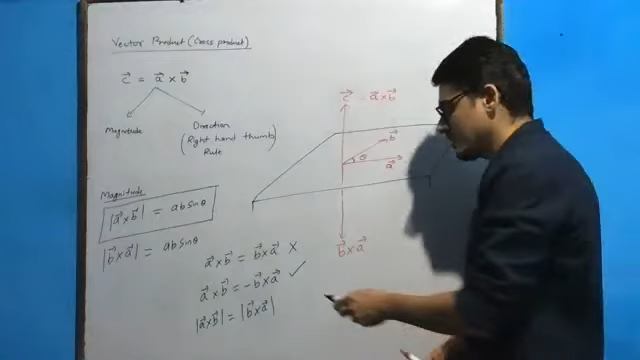 Vector Product (Cross product)
c⃗ = a⃗ × b⃗
Magnitude
Direction
(Right hand thumb)
Rule
Magnitude
|a⃗×b⃗| = ab sinθ
|b⃗×a⃗| = ab sinθ
a⃗×b⃗ = b⃗×a⃗ ×
a⃗×b⃗ = -b⃗×a⃗ ✓
|a⃗×b⃗| = |b⃗×a⃗|
c⃗ = a⃗×b⃗
b⃗
θ
a⃗
b⃗×a⃗